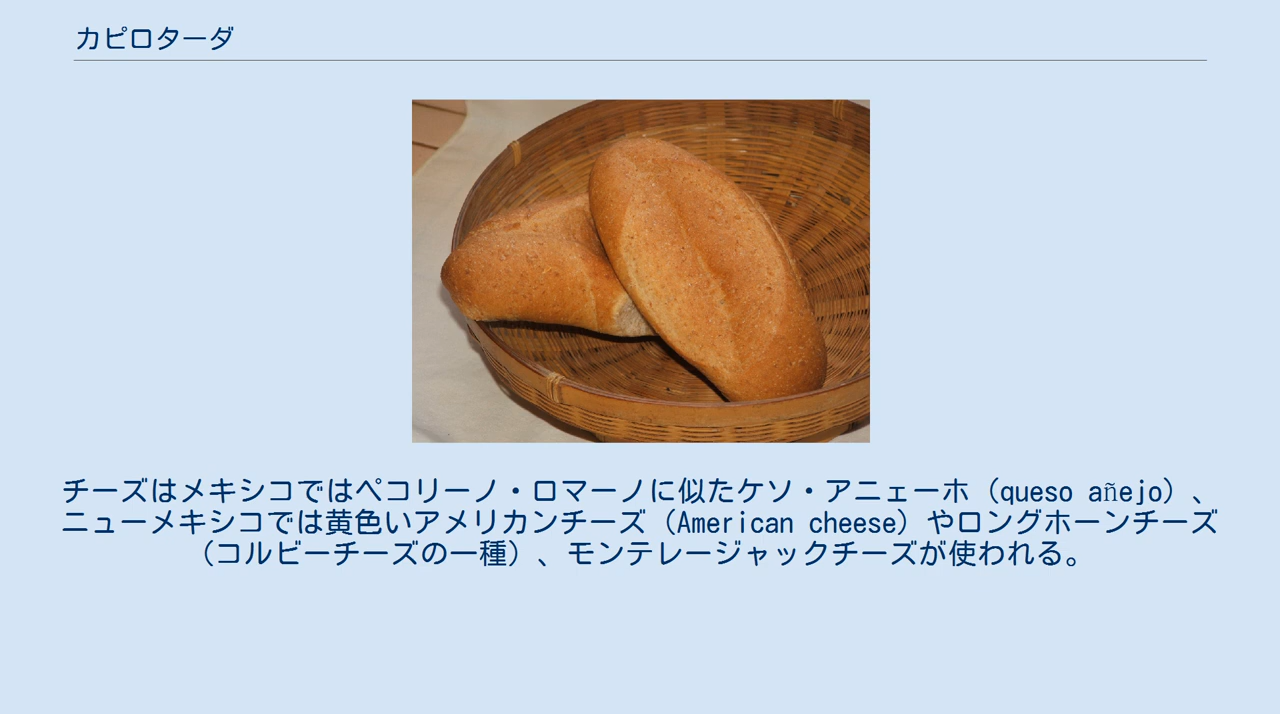 カピロターダ
チーズはメキシコではペコリーノ・ロマーノに似たケソ・アニェーホ（queso añejo）、
ニューメキシコでは黄色いアメリカンチーズ（American cheese）やロングホーンチーズ
（コルビーチーズの一種）、モンテレージャックチーズが使われる。